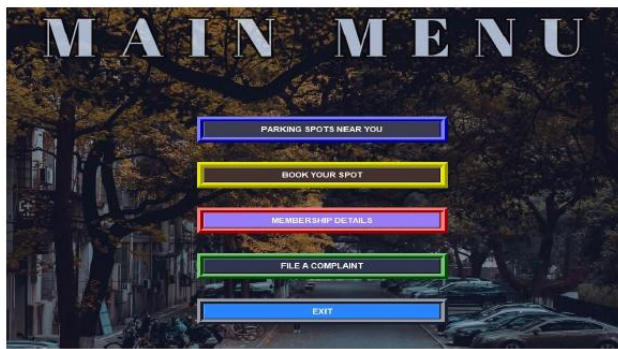 MAIN MENU
PARKING SPOTS NEAR YOU
BOOK YOUR SPOT
MEMBERSHIP DETAILS
FILE A COMPLAINT
EXIT